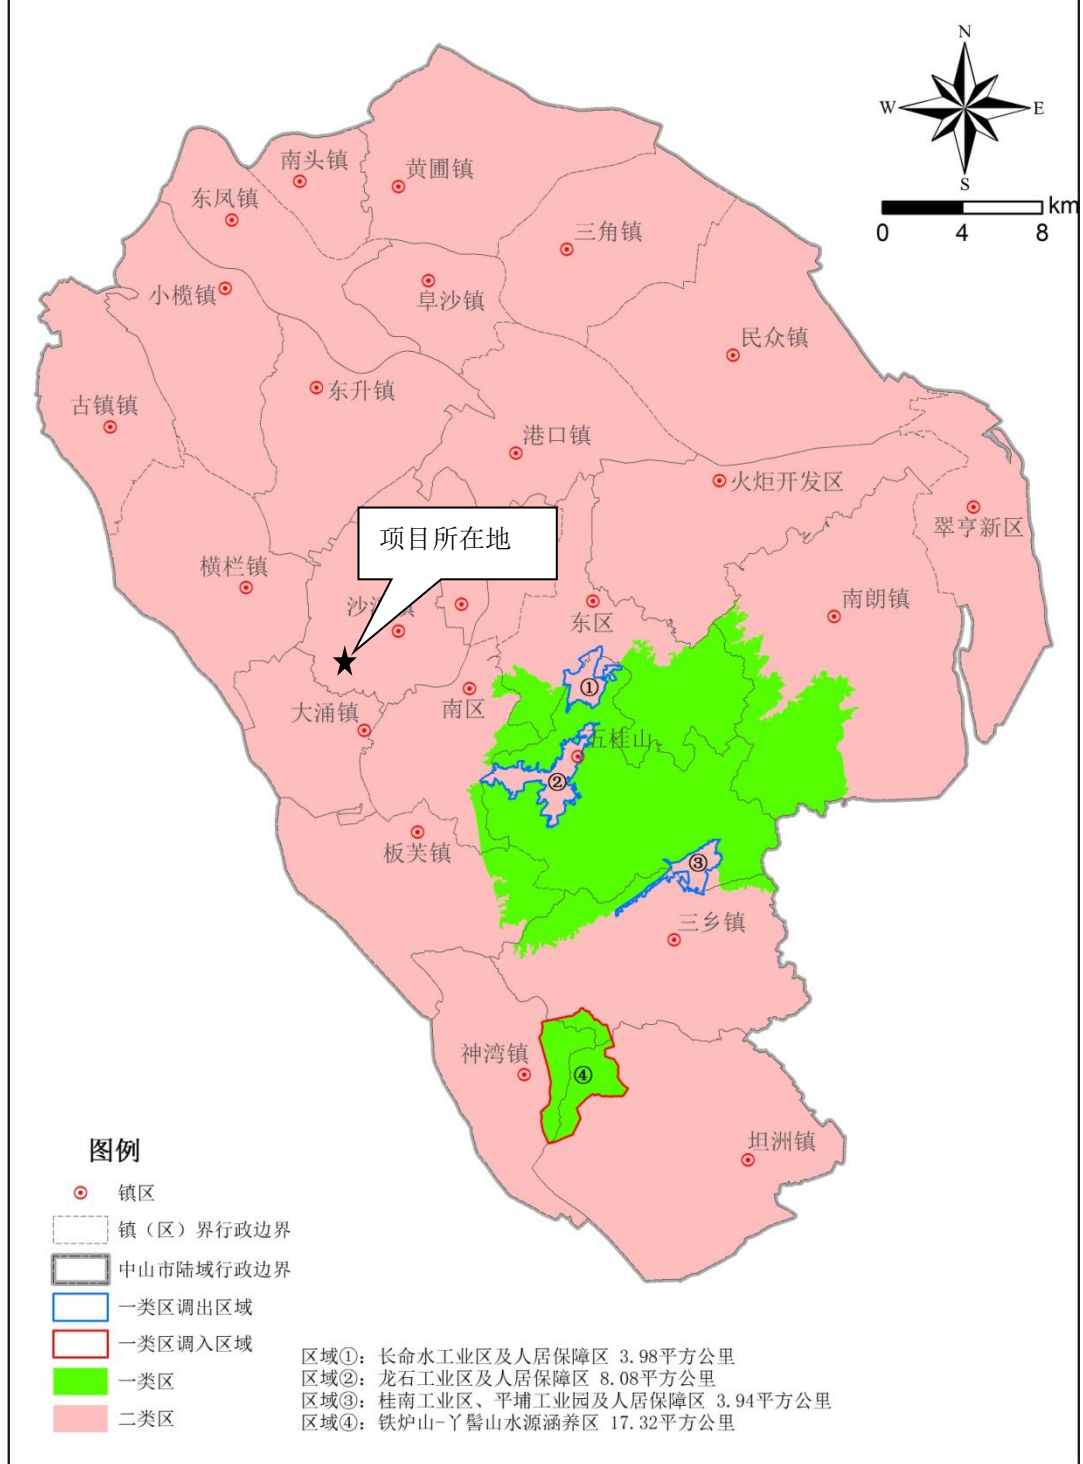 N
W
E
S
km
0 4 8
南头镇
黄圃镇
东凤镇
三角镇
小榄镇
阜沙镇
民众镇
东升镇
古镇镇
港口镇
火炬开发区
翠亨新区
项目所在地
横栏镇
南朗镇
东区
①
南区
大涌镇
五桂山
②
板芙镇
③
三乡镇
神湾镇
④
坦洲镇
图例
镇区
镇（区）界行政边界
中山市陆域行政边界
一类区调出区域
一类区调入区域
一类区
二类区
区域①：长命水工业区及人居保障区 3.98平方公里
区域②：龙石工业区及人居保障区 8.08平方公里
区域③：桂南工业区、平埔工业园及人居保障区 3.94平方公里
区域④：铁炉山-丫髻山水源涵养区 17.32平方公里